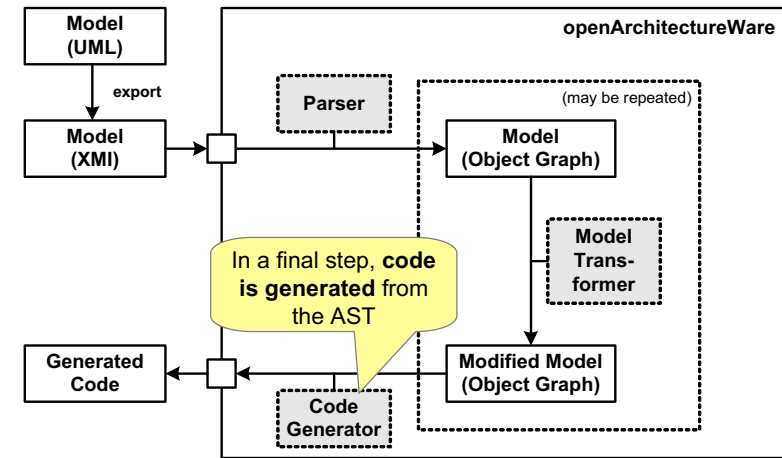 Model
(UML)
openArchitectureWare
export
Parser
(may be repeated)
Model
(XMI)
Model
(Object Graph)
In a final step, code
is generated from
the AST
Model
Trans-
former
Generated
Code
Modified Model
(Object Graph)
Code
Generator